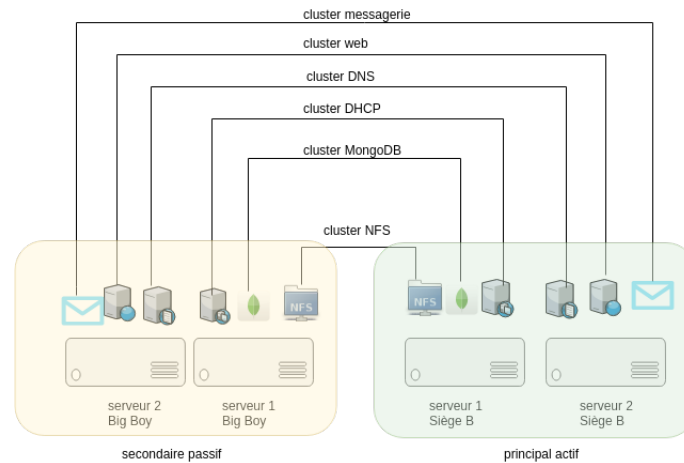 cluster messagerie
cluster web
cluster DNS
cluster DHCP
cluster MongoDB
cluster NFS
NFS
NFS
serveur 2
Big Boy
serveur 1
Big Boy
serveur 1
Siège B
serveur 2
Siège B
secondaire passif
principal actif